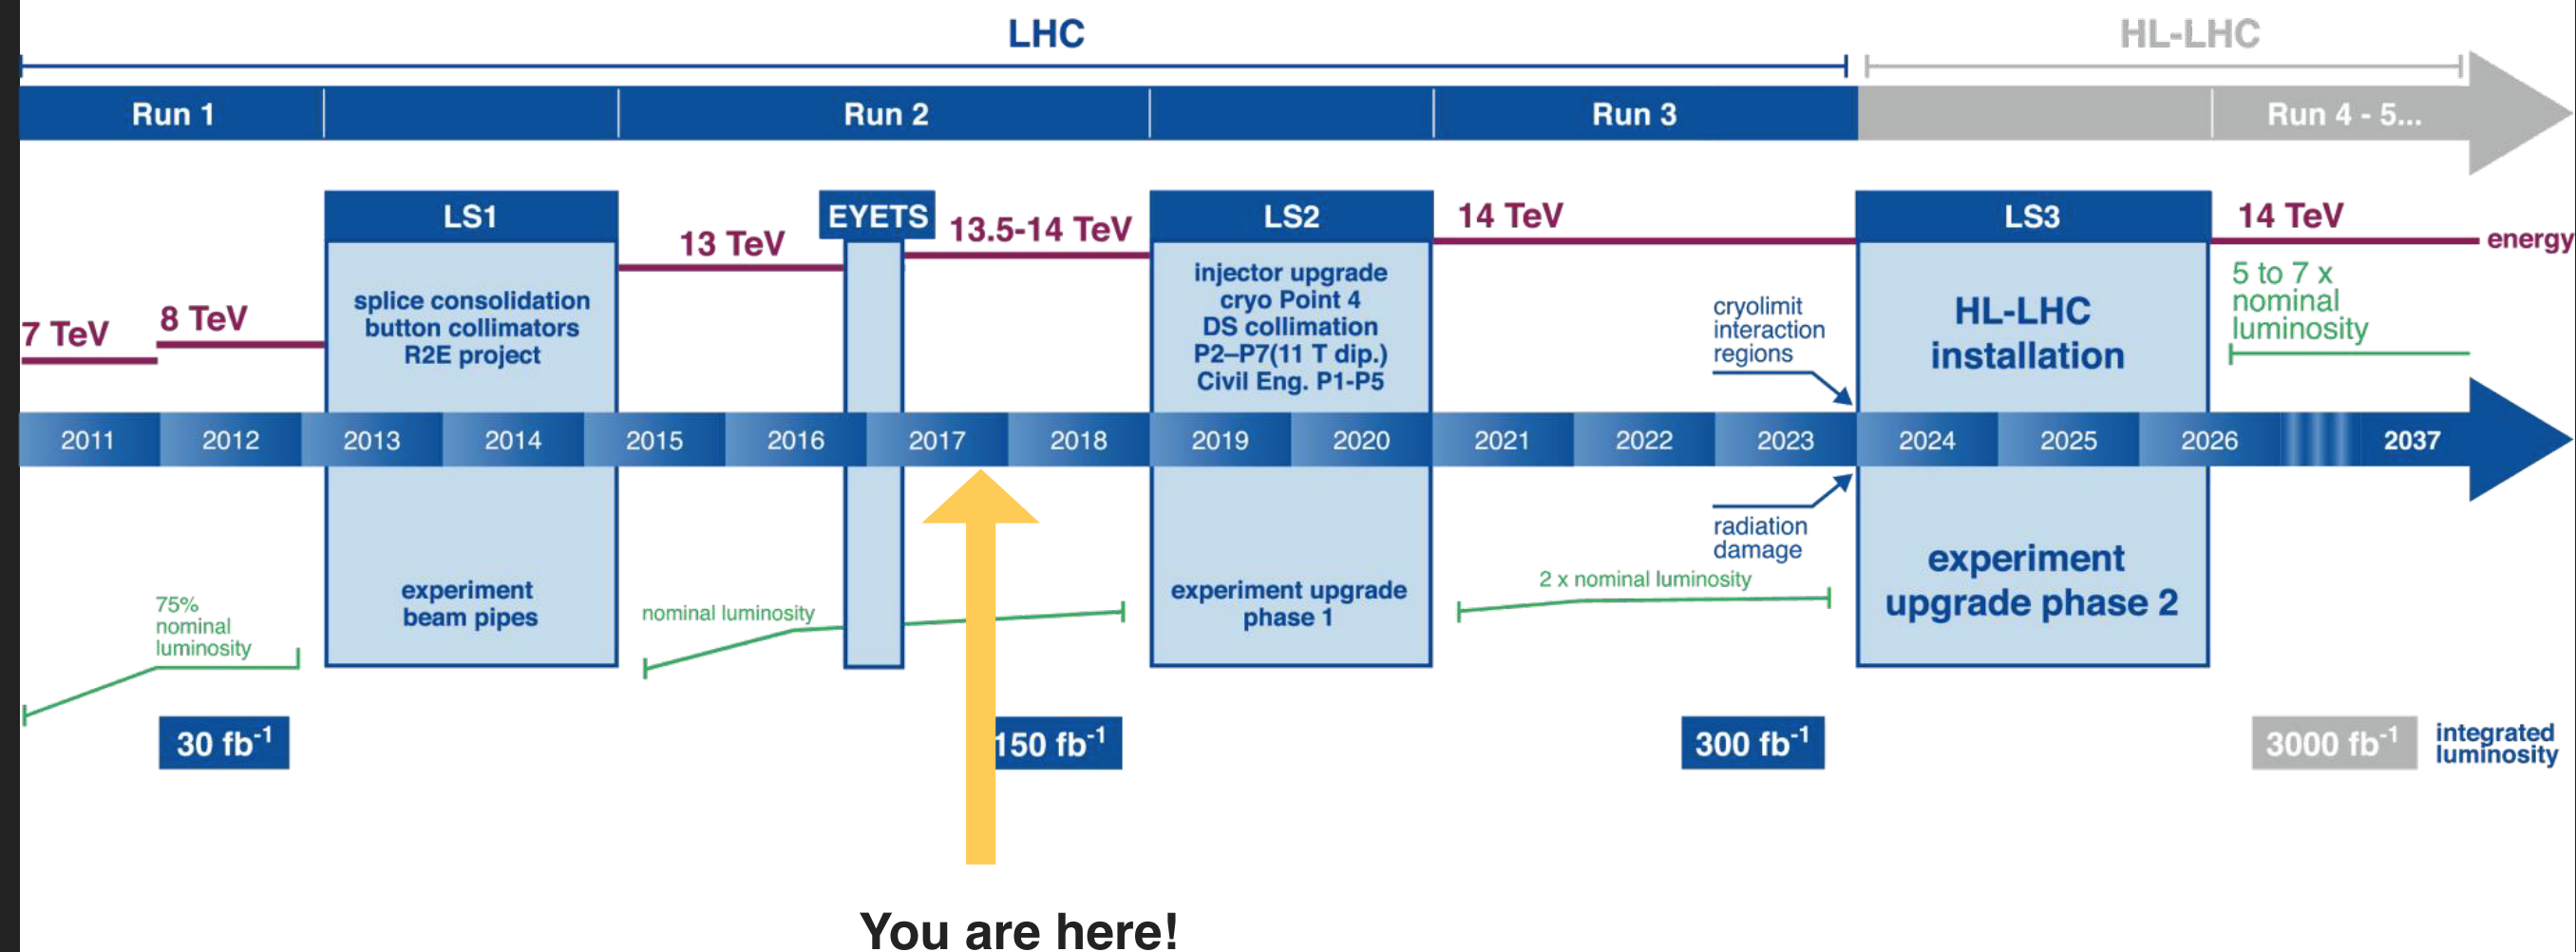 LHC
HL-LHC
Run 1
Run 2
Run 3
Run 4 - 5...
LS1
EYETS
LS2
LS3
7 TeV
8 TeV
13 TeV
13.5-14 TeV
14 TeV
14 TeV
energy
splice consolidation
button collimators
R2E project
injector upgrade
cryo Point 4
DS collimation
P2–P7(11 T dip.)
Civil Eng. P1-P5
cryolimit
interaction
regions
HL-LHC
installation
5 to 7 x
nominal
luminosity
2011
2012
2013
2014
2015
2016
2017
2018
2019
2020
2021
2022
2023
2024
2025
2026
2037
radiation
damage
75%
nominal
luminosity
experiment
beam pipes
nominal luminosity
experiment upgrade
phase 1
2 x nominal luminosity
experiment
upgrade phase 2
30 fb⁻¹
150 fb⁻¹
300 fb⁻¹
3000 fb⁻¹
integrated
luminosity
You are here!